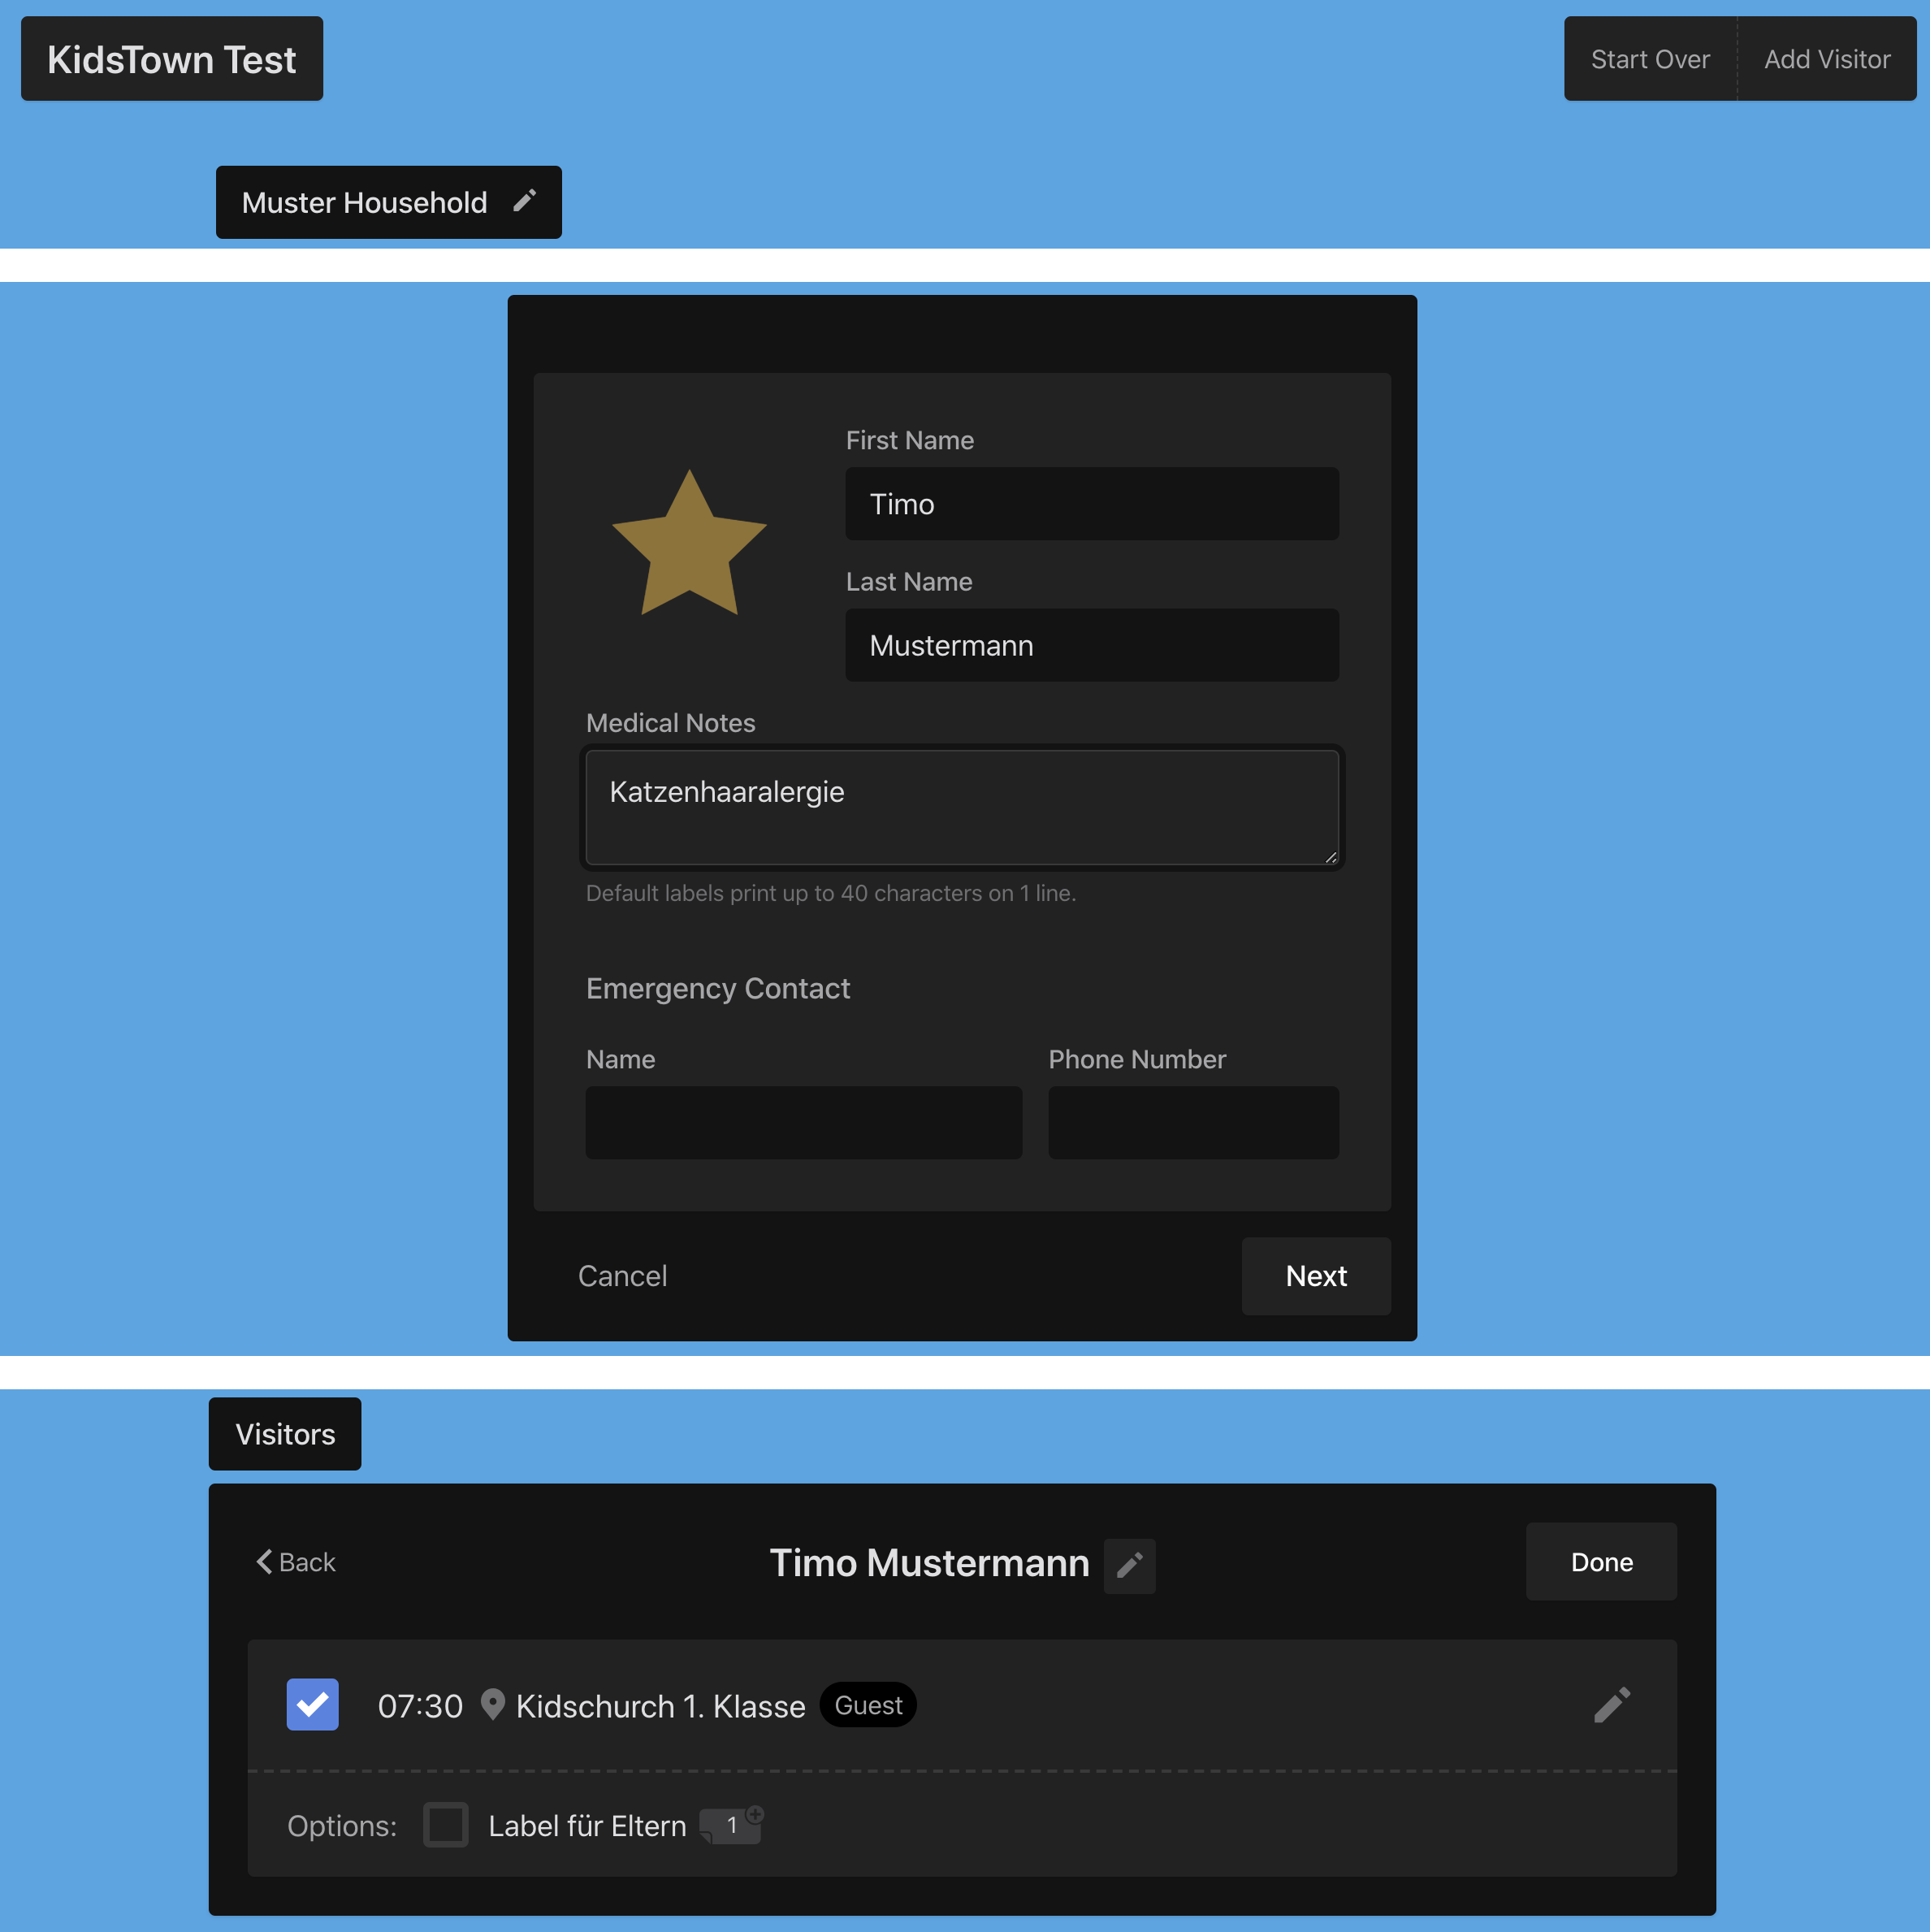 KidsTown Test
Start Over
Add Visitor
Muster Household
First Name
Timo
Last Name
Mustermann
Medical Notes
Katzenhaaralergie
Default labels print up to 40 characters on 1 line.
Emergency Contact
Name
Phone Number
Cancel
Next
Visitors
Back
Timo Mustermann
Done
07:30 Kidschurch 1. Klasse Guest
Options: Label für Eltern 1